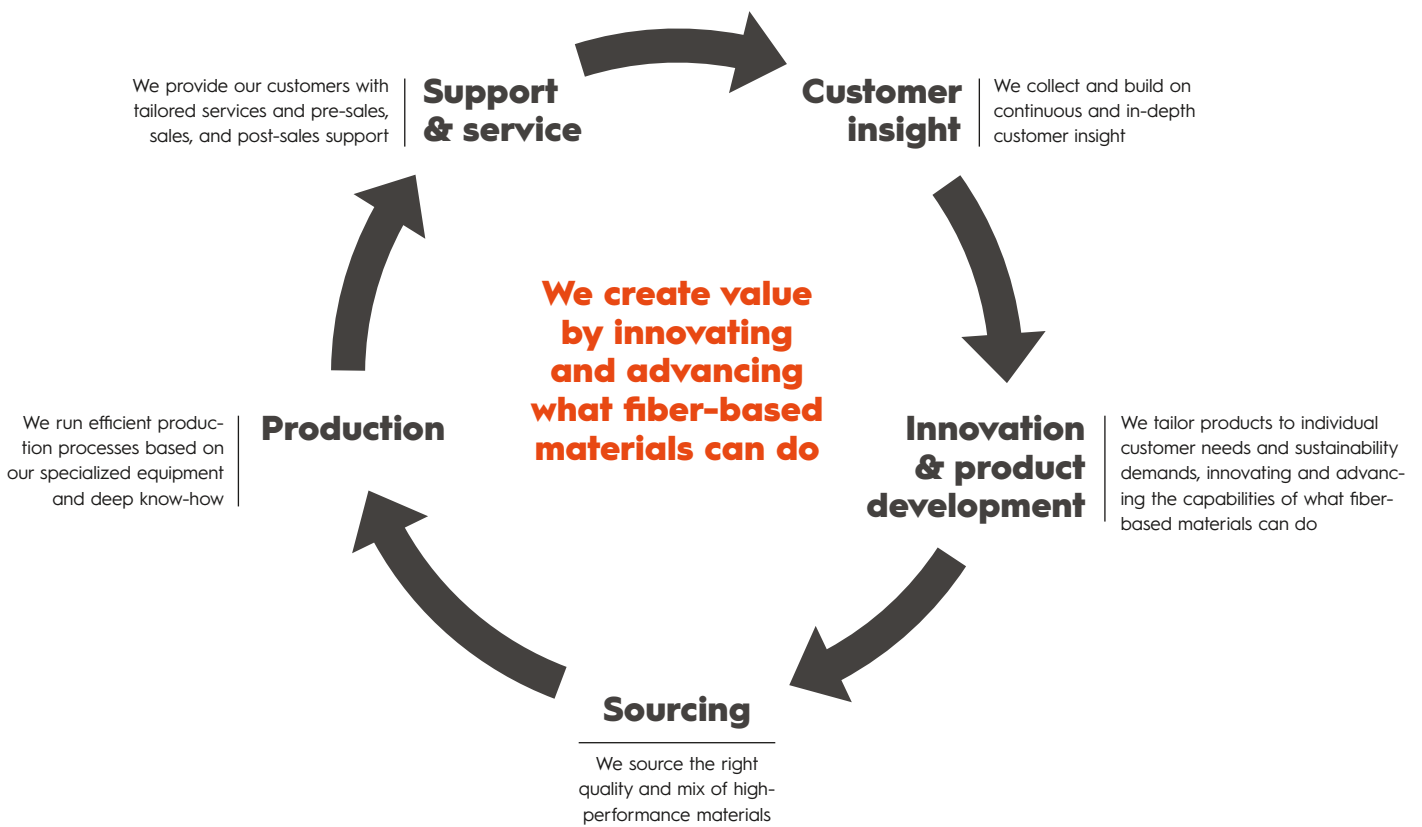 Support
& service
We provide our customers with
tailored services and pre-sales,
sales, and post-sales support
Customer
insight
We collect and build on
continuous and in-depth
customer insight
We create value
by innovating
and advancing
what fiber-based
materials can do
Production
We run efficient produc-
tion processes based on
our specialized equipment
and deep know-how
Innovation
& product
development
We tailor products to individual
customer needs and sustainability
demands, innovating and advanc-
ing the capabilities of what fiber-
based materials can do
Sourcing
We source the right
quality and mix of high-
performance materials